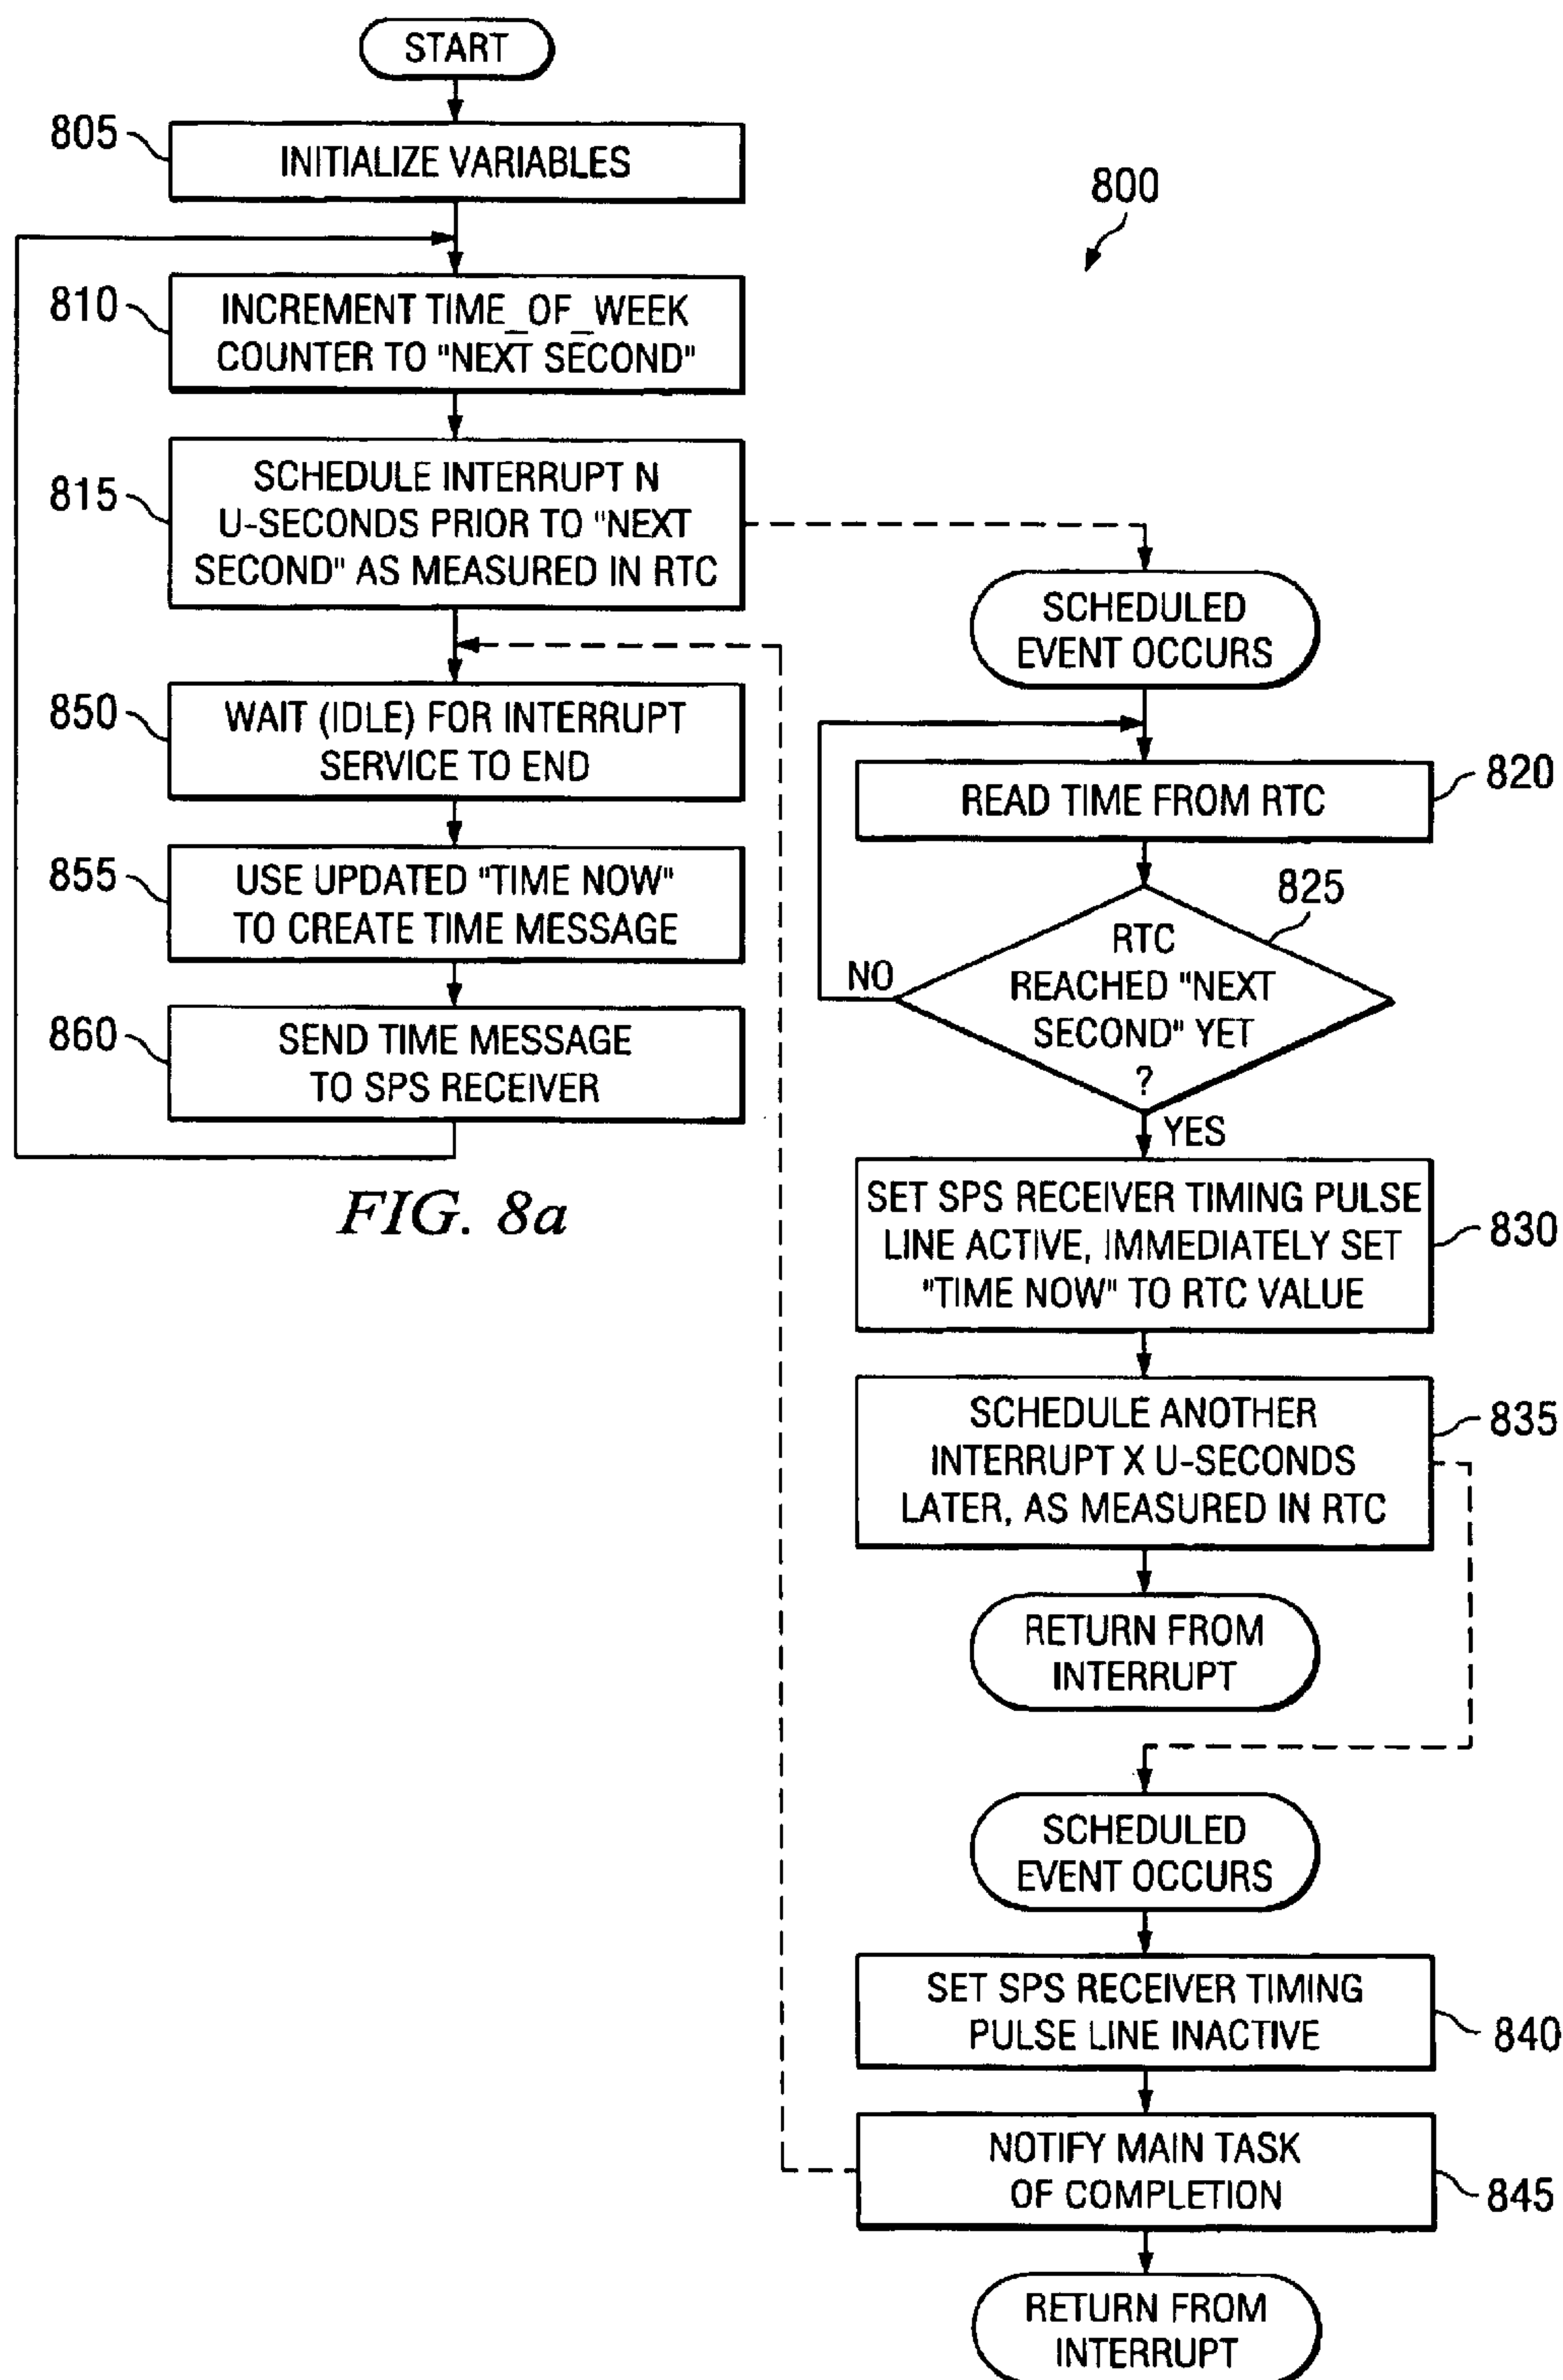 START
805
INITIALIZE VARIABLES
800
810
INCREMENT TIME_OF_WEEK
COUNTER TO "NEXT SECOND"
815
SCHEDULE INTERRUPT N
U-SECONDS PRIOR TO "NEXT
SECOND" AS MEASURED IN RTC
850
WAIT (IDLE) FOR INTERRUPT
SERVICE TO END
855
USE UPDATED "TIME NOW"
TO CREATE TIME MESSAGE
860
SEND TIME MESSAGE
TO SPS RECEIVER
FIG. 8a
SCHEDULED
EVENT OCCURS
READ TIME FROM RTC
820
825
RTC
REACHED "NEXT
SECOND" YET
?
NO
YES
SET SPS RECEIVER TIMING PULSE
LINE ACTIVE, IMMEDIATELY SET
"TIME NOW" TO RTC VALUE
830
SCHEDULE ANOTHER
INTERRUPT X U-SECONDS
LATER, AS MEASURED IN RTC
835
RETURN FROM
INTERRUPT
SCHEDULED
EVENT OCCURS
SET SPS RECEIVER TIMING
PULSE LINE INACTIVE
840
NOTIFY MAIN TASK
OF COMPLETION
845
RETURN FROM
INTERRUPT